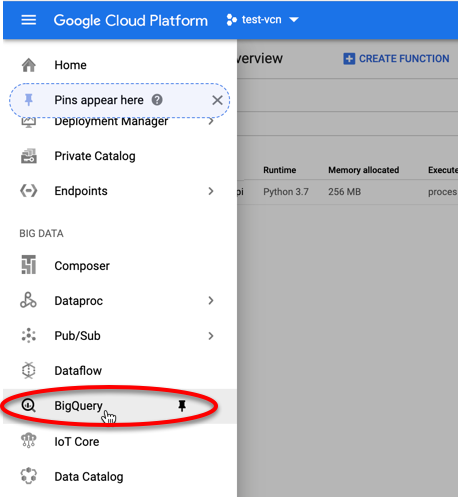 Google Cloud Platform
test-vcn
Home
Pins appear here
Deployment Manager
Private Catalog
Endpoints
BIG DATA
Composer
Dataproc
Pub/Sub
Dataflow
BigQuery
IoT Core
Data Catalog
verview
CREATE FUNCTION
Runtime
Memory allocated
Execute
pi
Python 3.7
256 MB
proces